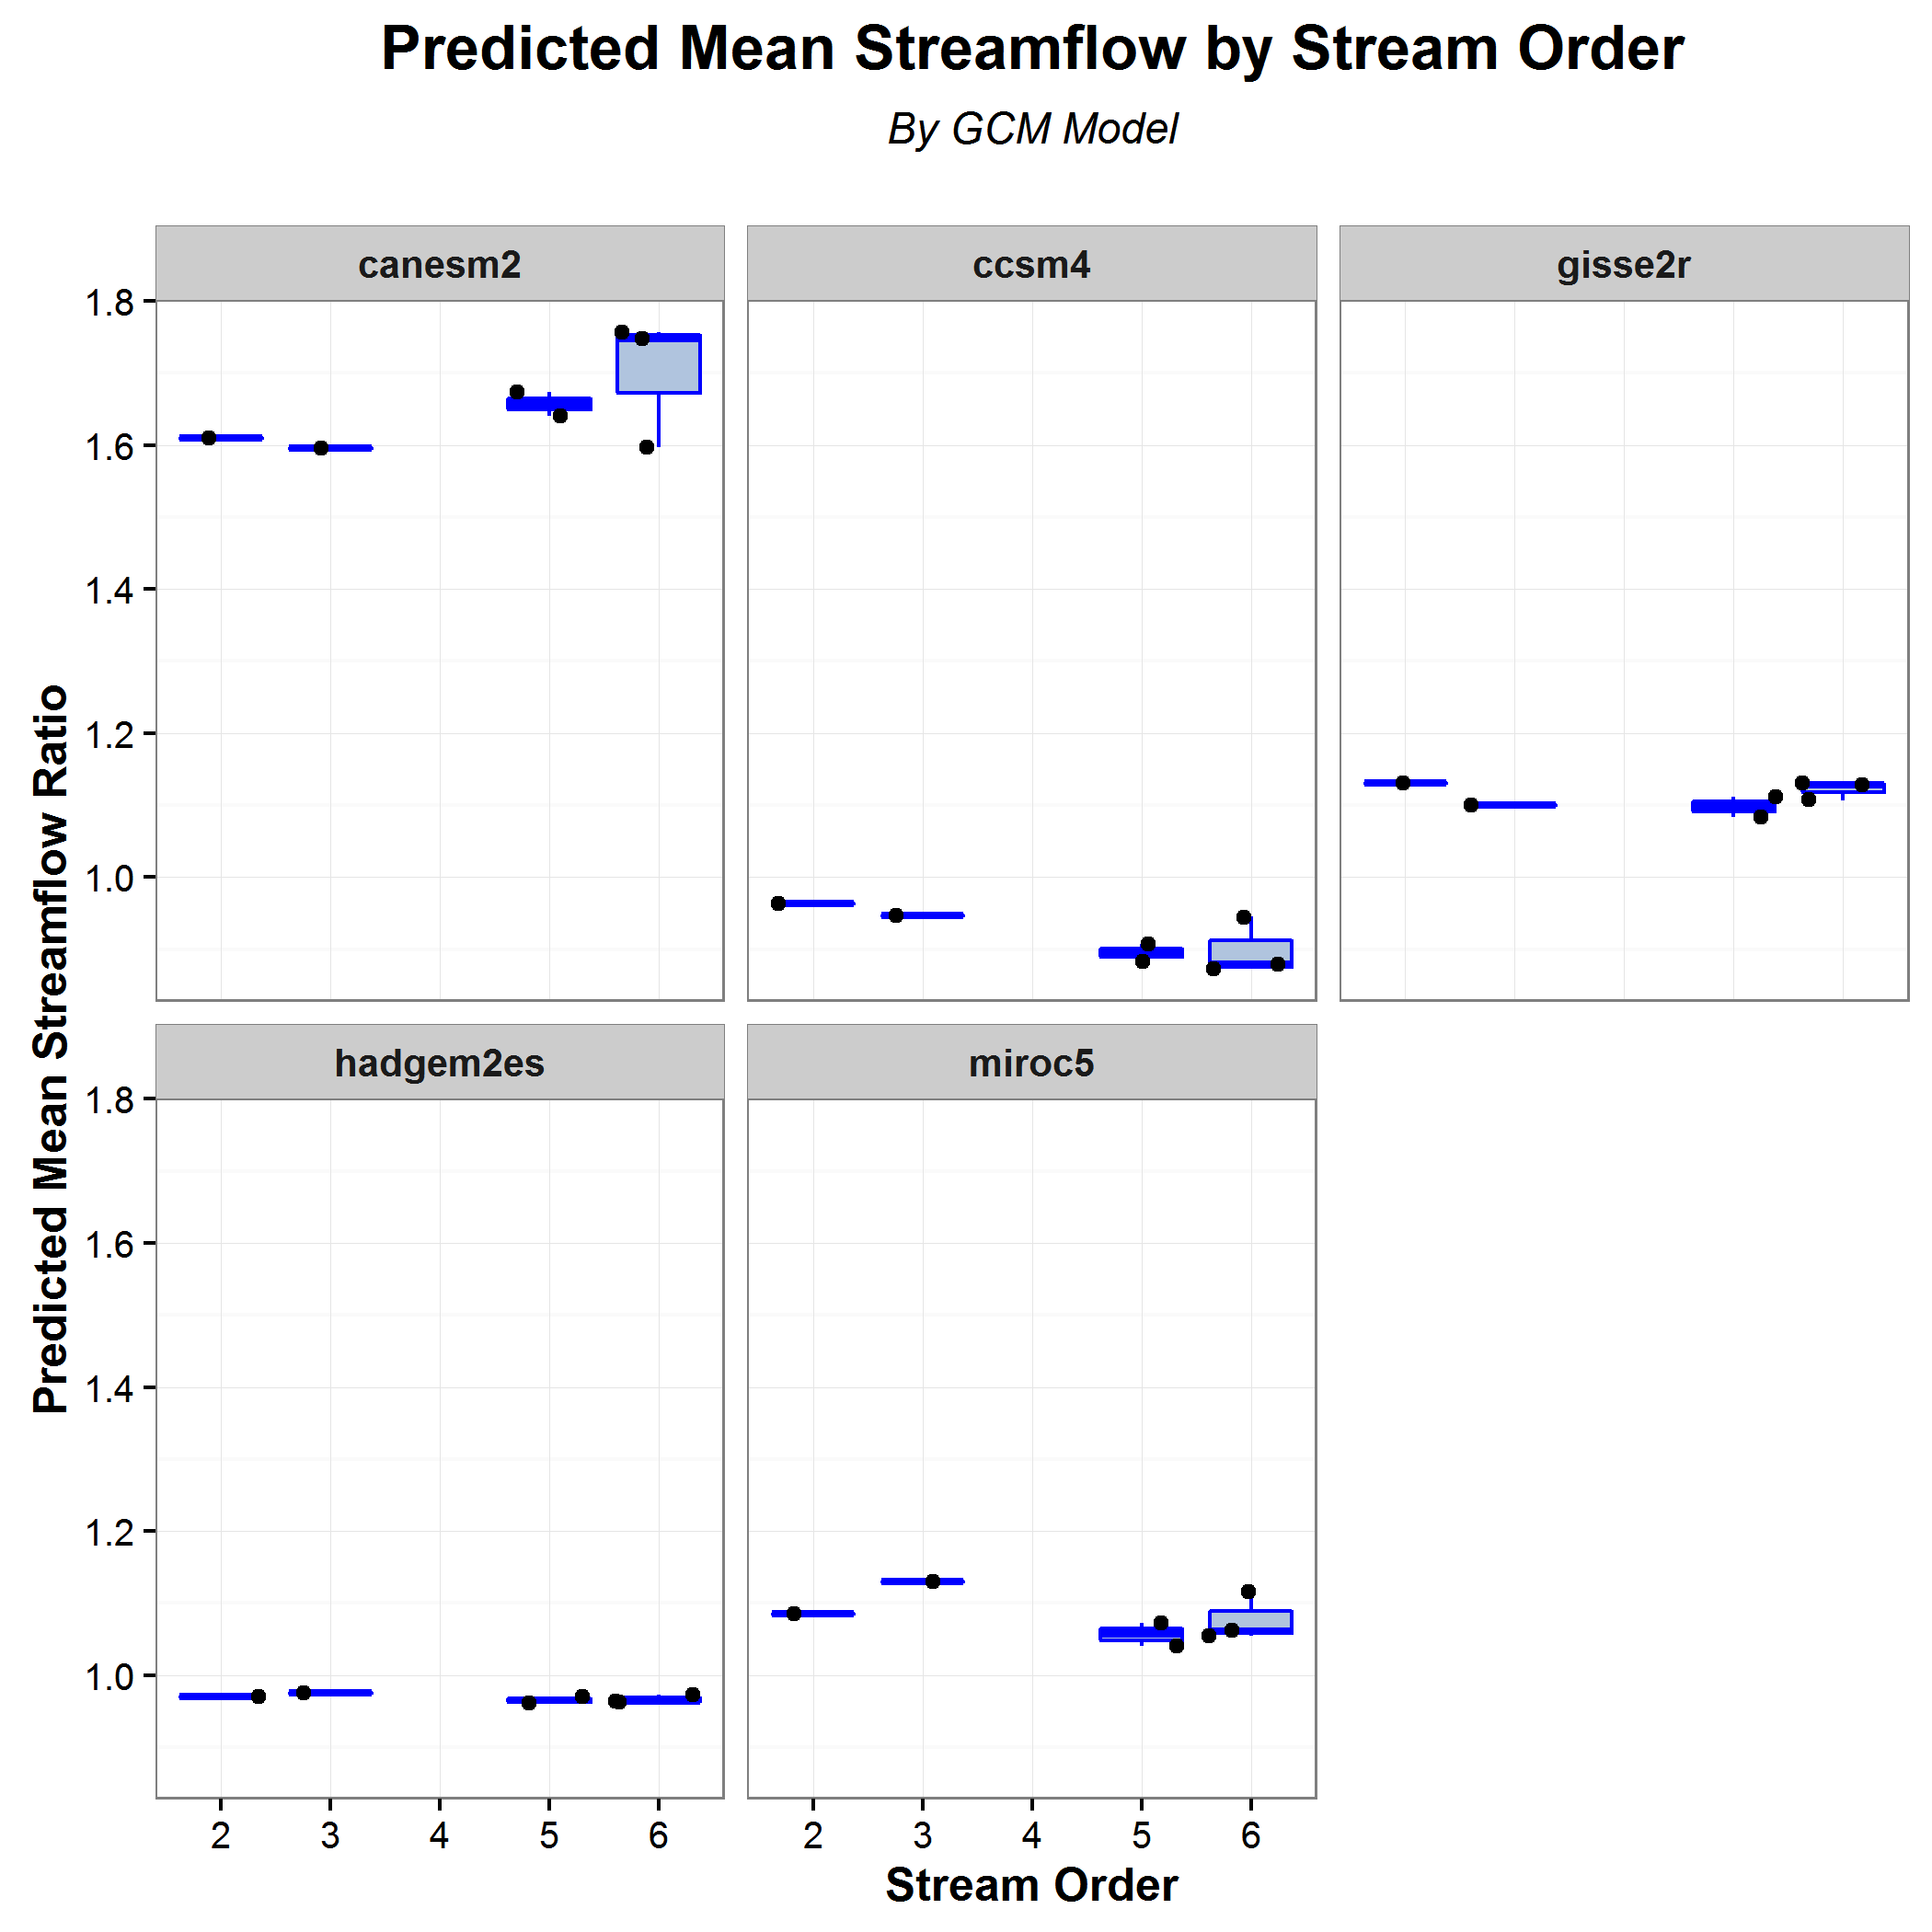 Predicted Mean Streamflow by Stream Order
By GCM Model
canesm2
ccsm4
gisse2r
1.8
1.6
1.4
1.2
1.0
Predicted Mean Streamflow Ratio
hadgem2es
miroc5
1.8
1.6
1.4
1.2
1.0
2 3 4 5 6
2 3 4 5 6
Stream Order